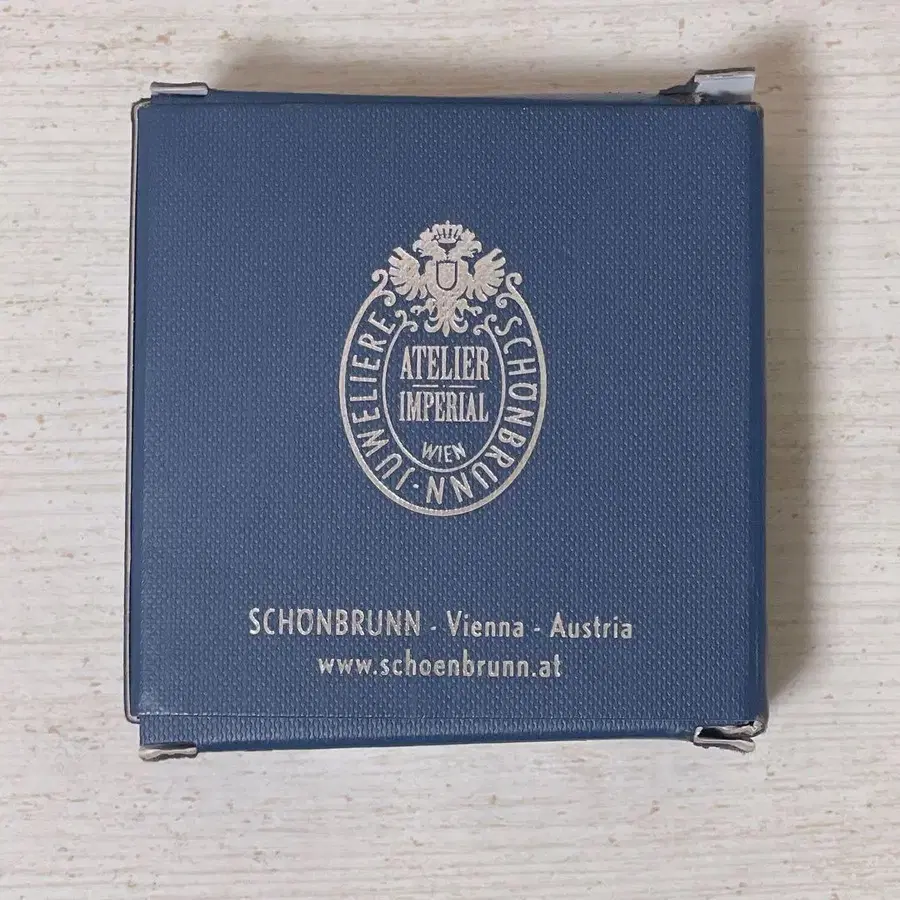 JUWELIERE · SCHÖNBRUNN
ATELIER
IMPERIAL
WIEN
SCHÖNBRUNN - Vienna - Austria
www.schoenbrunn.at